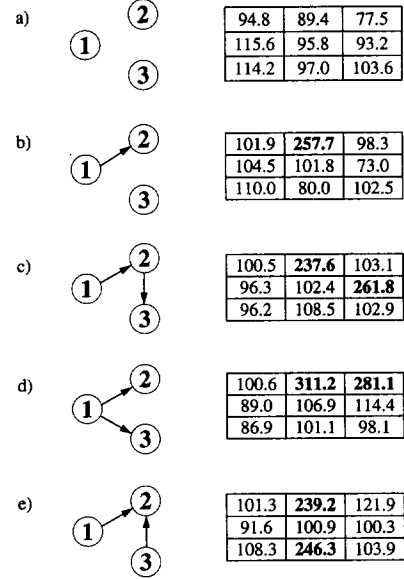 a) 1 2 3
94.8 89.4 77.5
115.6 95.8 93.2
114.2 97.0 103.6
b) 1 2 3
101.9 257.7 98.3
104.5 101.8 73.0
110.0 80.0 102.5
c) 1 2 3
100.5 237.6 103.1
96.3 102.4 261.8
96.2 108.5 102.9
d) 1 2 3
100.6 311.2 281.1
89.0 106.9 114.4
86.9 101.1 98.1
e) 1 2 3
101.3 239.2 121.9
91.6 100.9 100.3
108.3 246.3 103.9